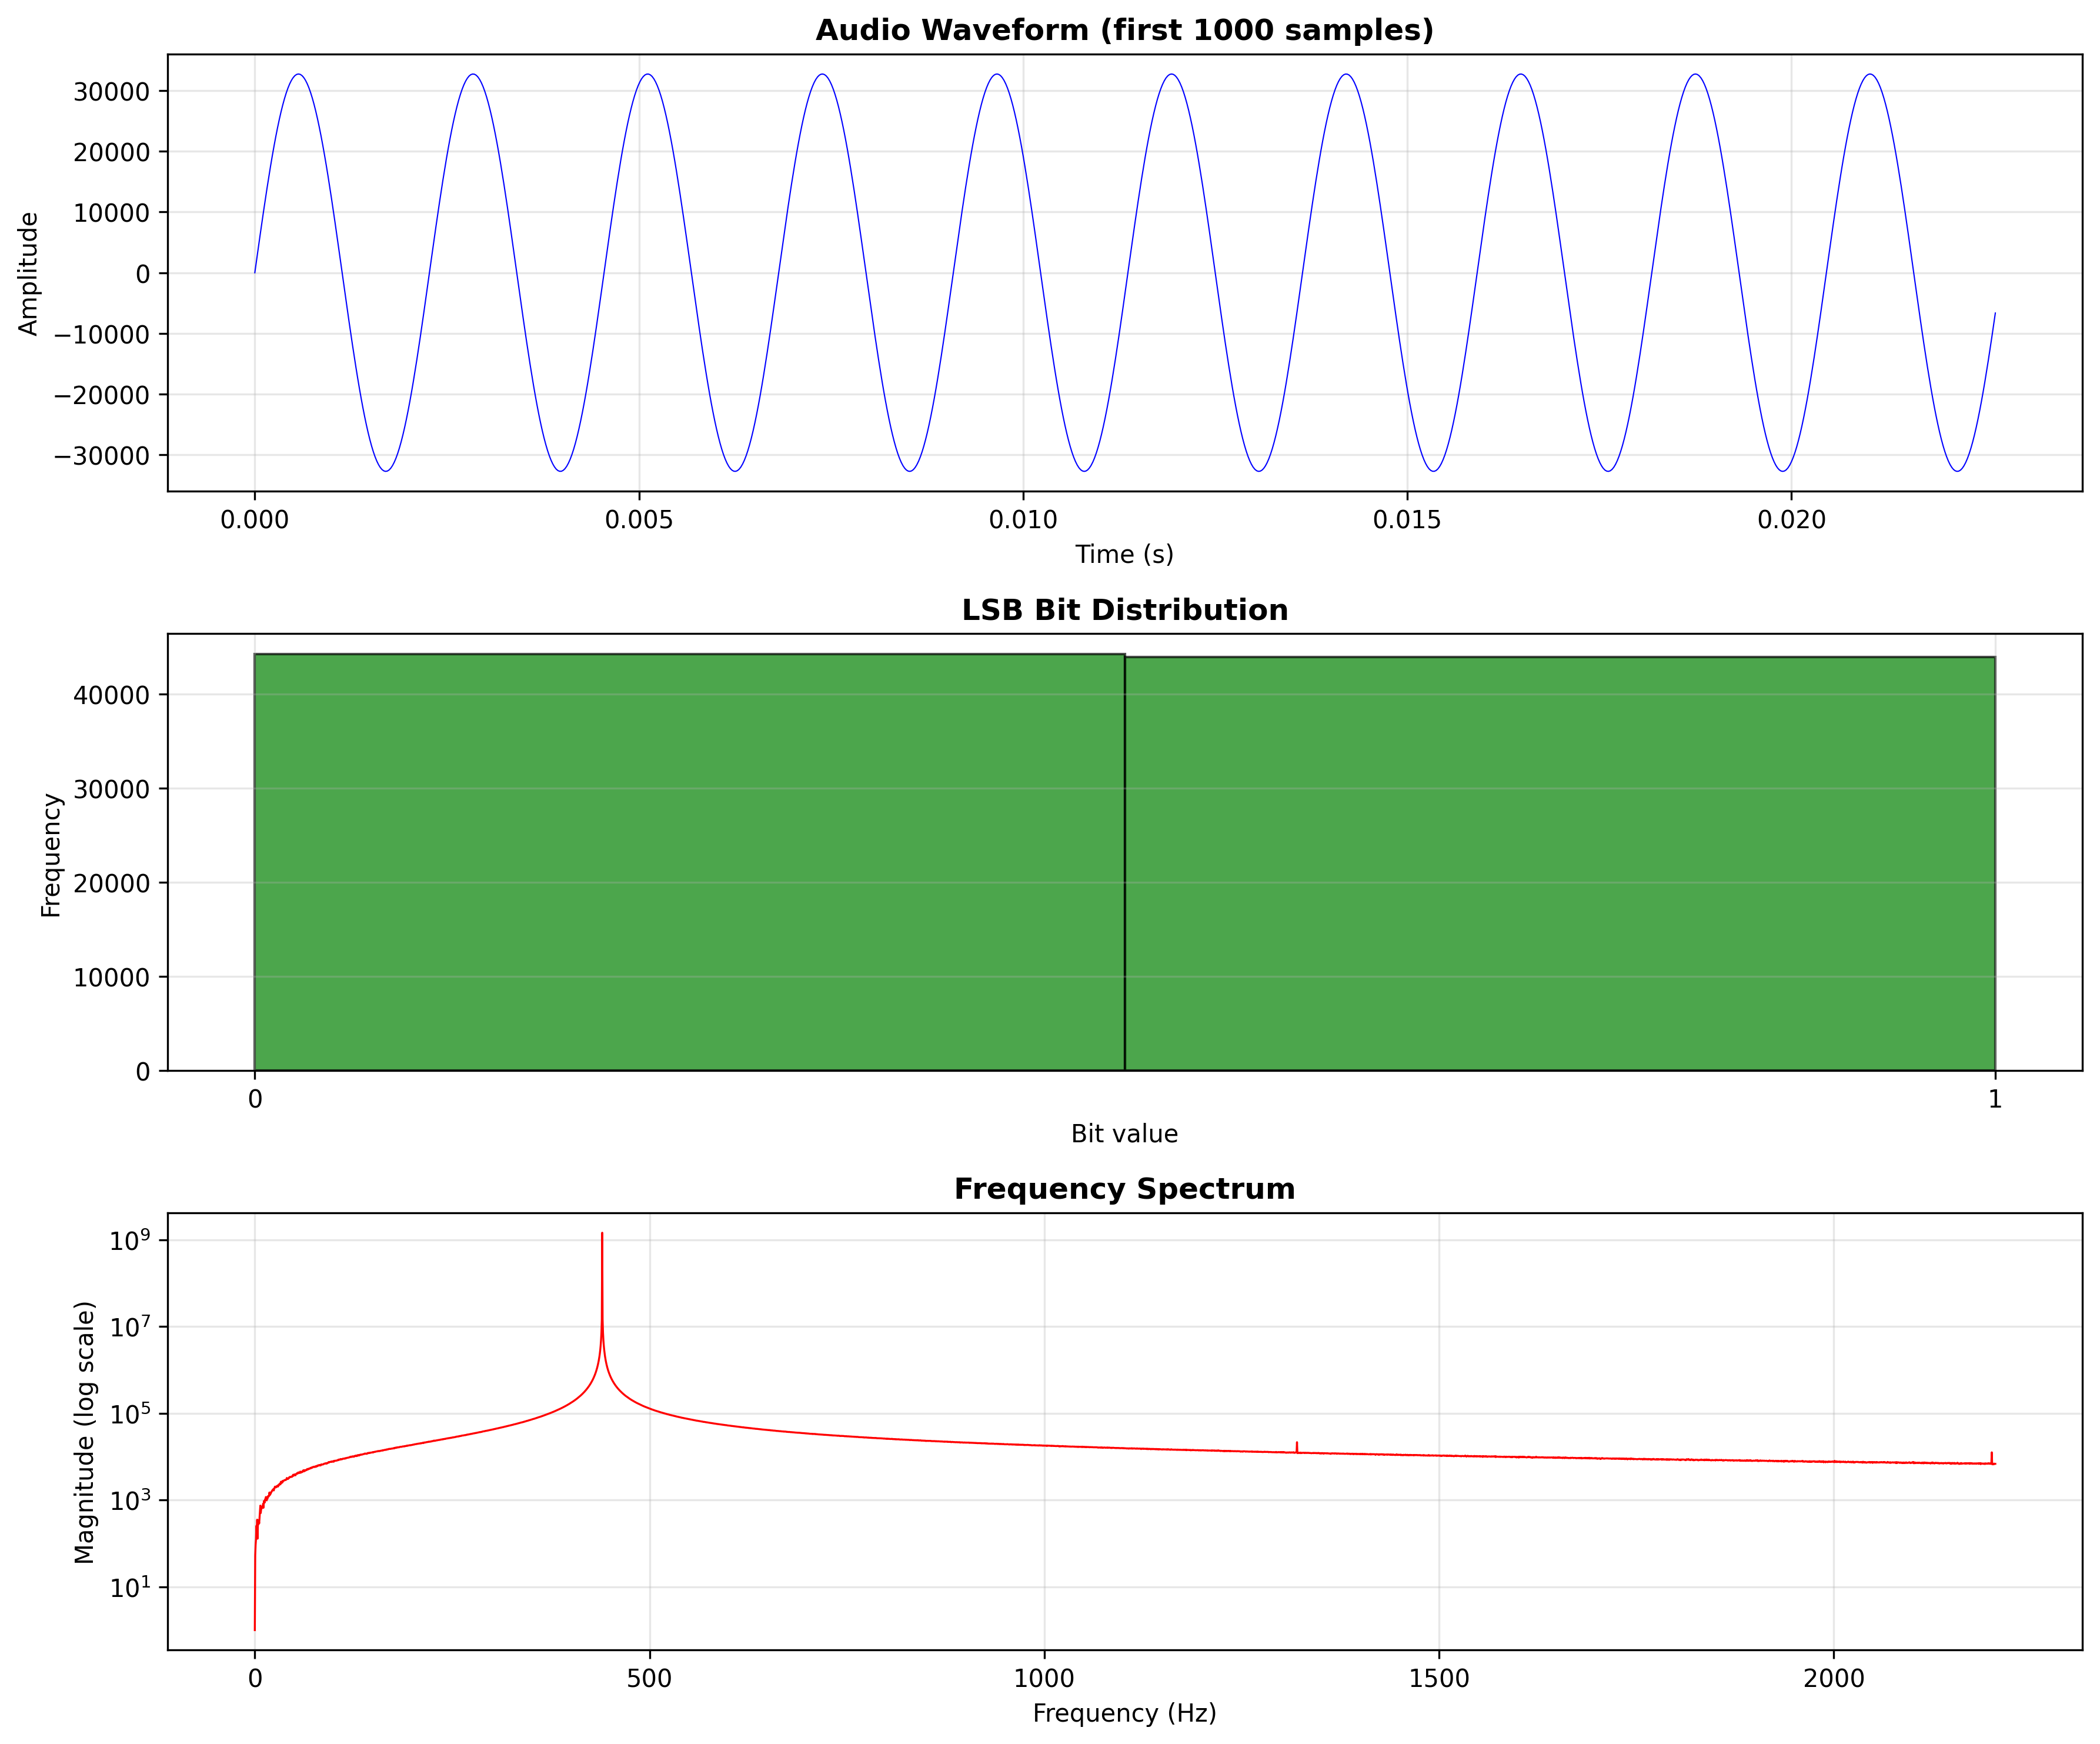 Audio Waveform (first 1000 samples)
30000
20000
10000
0
−10000
−20000
−30000
Amplitude
0.000 0.005 0.010 0.015 0.020
Time (s)
LSB Bit Distribution
40000
30000
20000
10000
0
Frequency
0 1
Bit value
Frequency Spectrum
10⁹
10⁷
10⁵
10³
10¹
Magnitude (log scale)
0 500 1000 1500 2000
Frequency (Hz)